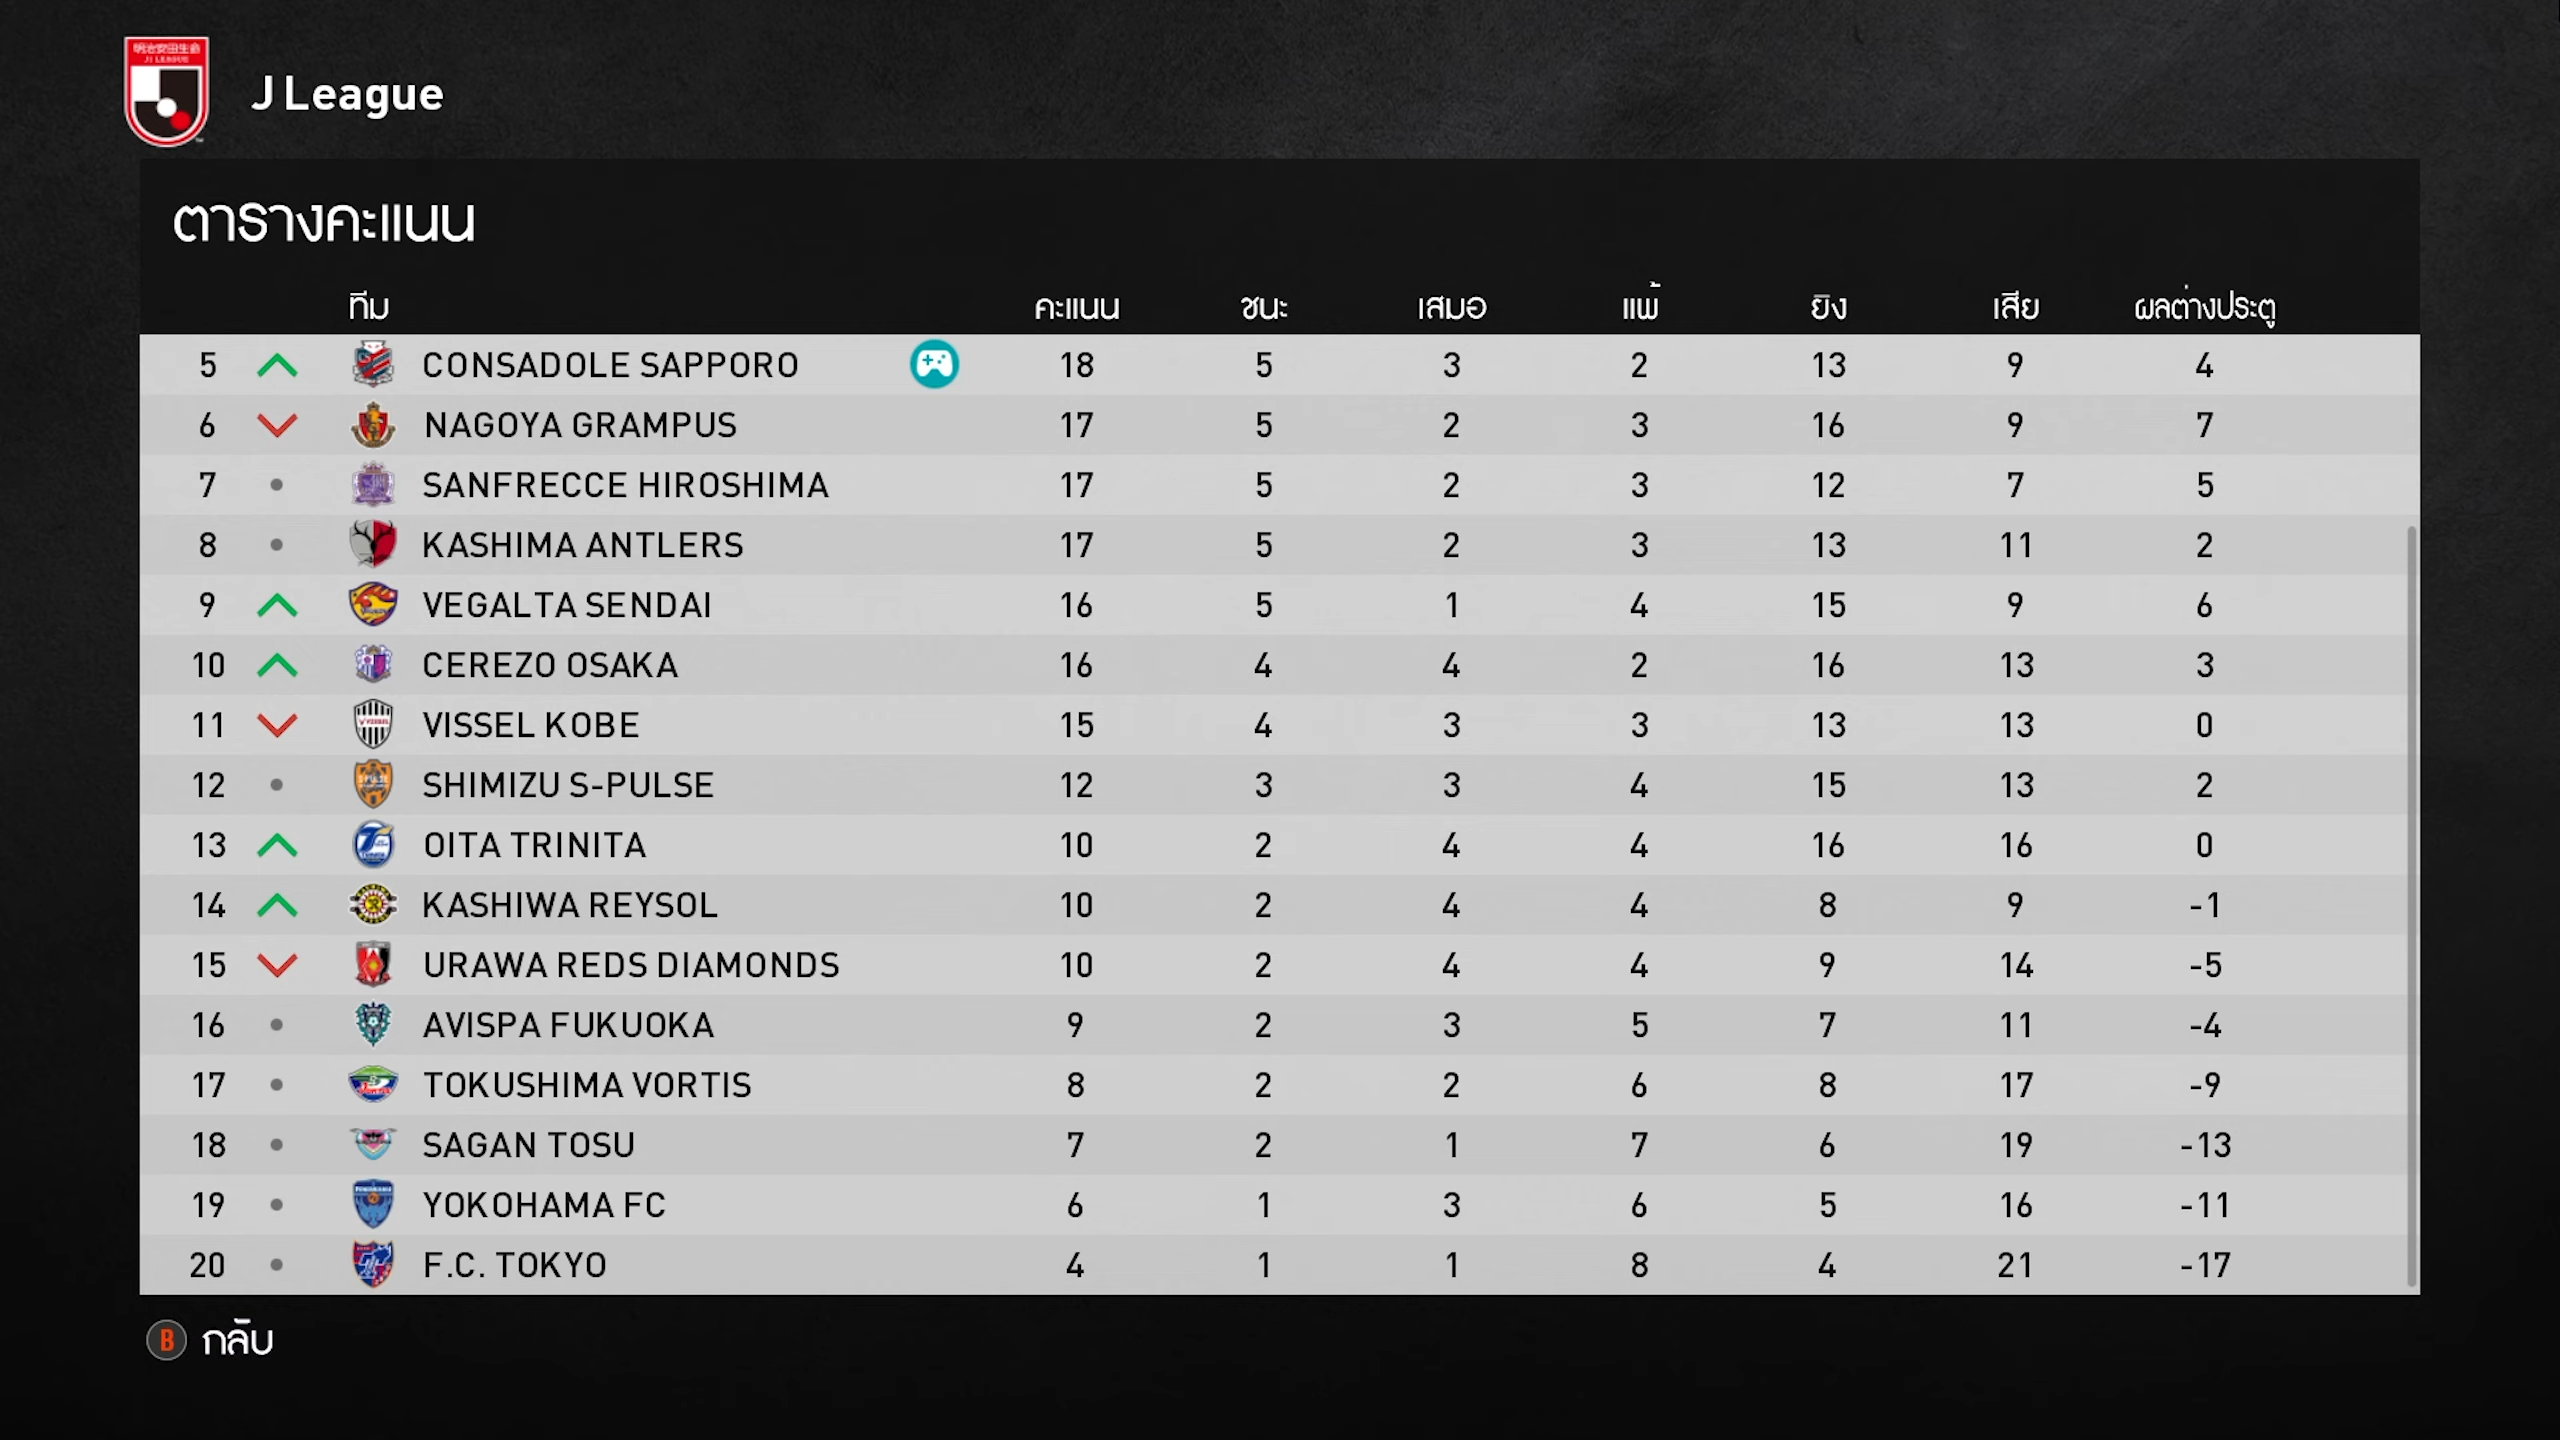 明治安田生命
J1 LEAGUE
J League
ตารางคะแนน
ทีม คะแนน ชนะ เสมอ แพ้ ยิง เสีย ผลต่างประตู
5 CONSADOLE SAPPORO 18 5 3 2 13 9 4
6 NAGOYA GRAMPUS 17 5 2 3 16 9 7
7 SANFRECCE HIROSHIMA 17 5 2 3 12 7 5
8 KASHIMA ANTLERS 17 5 2 3 13 11 2
9 VEGALTA SENDAI 16 5 1 4 15 9 6
10 CEREZO OSAKA 16 4 4 2 16 13 3
11 VISSEL KOBE 15 4 3 3 13 13 0
12 SHIMIZU S-PULSE 12 3 3 4 15 13 2
13 OITA TRINITA 10 2 4 4 16 16 0
14 KASHIWA REYSOL 10 2 4 4 8 9 -1
15 URAWA REDS DIAMONDS 10 2 4 4 9 14 -5
16 AVISPA FUKUOKA 9 2 3 5 7 11 -4
17 TOKUSHIMA VORTIS 8 2 2 6 8 17 -9
18 SAGAN TOSU 7 2 1 7 6 19 -13
19 YOKOHAMA FC 6 1 3 6 5 16 -11
20 F.C. TOKYO 4 1 1 8 4 21 -17
B กลับ